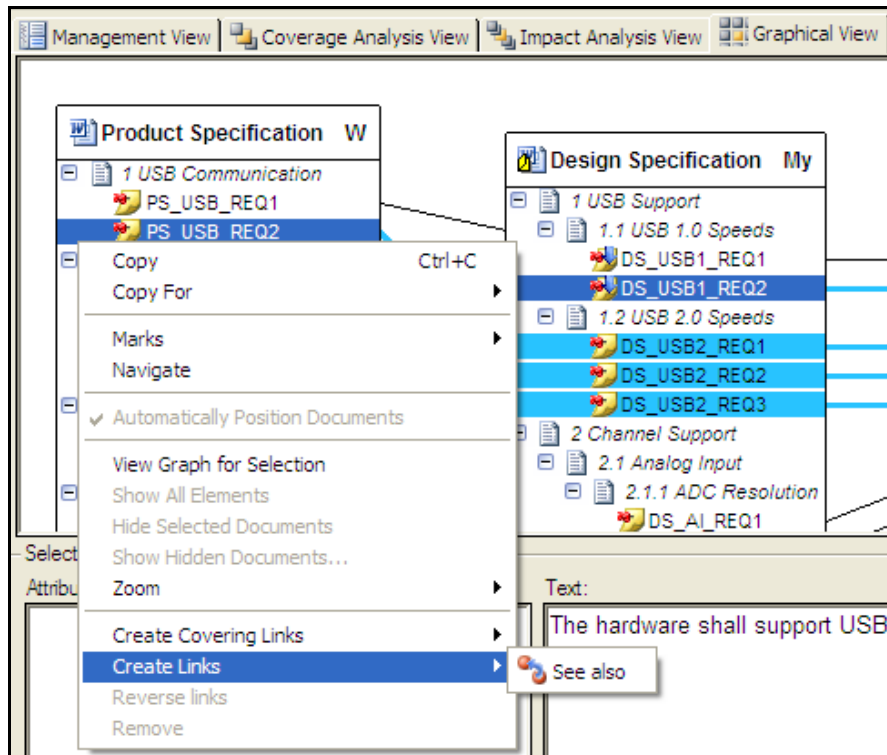 Management View
Coverage Analysis View
Impact Analysis View
Graphical View
Product Specification W
1 USB Communication
PS_USB_REQ1
PS_USB_REQ2
Design Specification My
1 USB Support
1.1 USB 1.0 Speeds
DS_USB1_REQ1
DS_USB1_REQ2
1.2 USB 2.0 Speeds
DS_USB2_REQ1
DS_USB2_REQ2
DS_USB2_REQ3
2 Channel Support
2.1 Analog Input
2.1.1 ADC Resolution
DS_AI_REQ1
Copy Ctrl+C
Copy For
Marks
Navigate
Automatically Position Documents
View Graph for Selection
Show All Elements
Hide Selected Documents
Show Hidden Documents...
Zoom
Create Covering Links
Create Links
See also
Reverse links
Remove
Select
Attribu
Text:
The hardware shall support USB